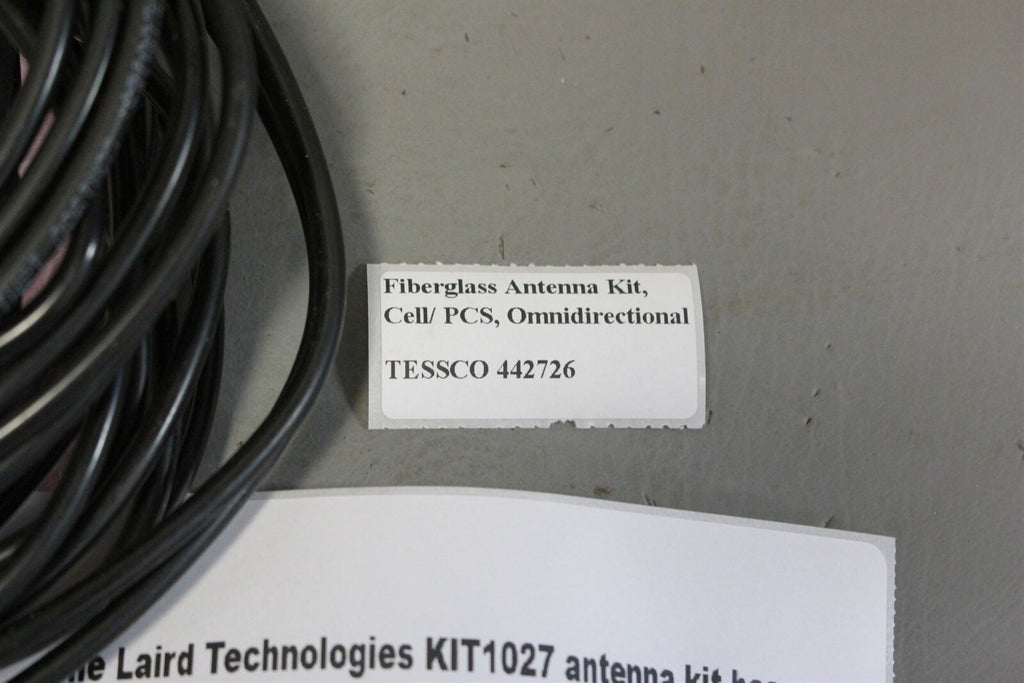 Fiberglass Antenna Kit,
Cell/ PCS, Omnidirectional
TESSCO 442726
Laird Technologies KIT1027 antenna kit